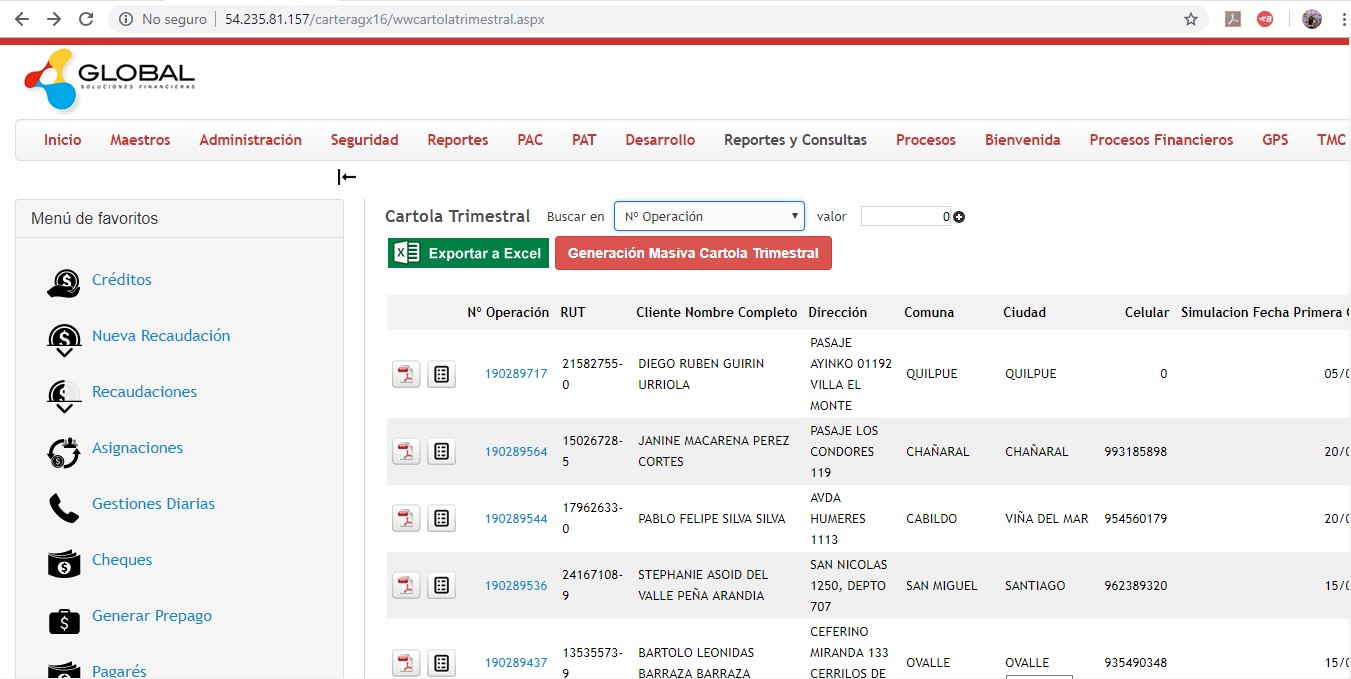 No seguro | 54.235.81.157/carteragx16/wwcartolatrimestral.aspx
GLOBAL
SOLUCIONES FINANCIERAS
Inicio Maestros Administración Seguridad Reportes PAC PAT Desarrollo Reportes y Consultas Procesos Bienvenida Procesos Financieros GPS TMC
Menú de favoritos
Créditos
Nueva Recaudación
Recaudaciones
Asignaciones
Gestiones Diarias
Cheques
Generar Prepago
Pagarés
Cartola Trimestral Buscar en Nº Operación valor 0
Exportar a Excel Generación Masiva Cartola Trimestral
Nº Operación RUT Cliente Nombre Completo Dirección Comuna Ciudad Celular Simulacion Fecha Primera
PASAJE
AYINKO 01192
VILLA EL
MONTE
190289717 21582755-
0
DIEGO RUBEN GUIRIN
URRIOLA
QUILPUE QUILPUE 0 05/0
PASAJE LOS
CONDORES
119
190289564 15026728-
5
JANINE MACARENA PEREZ
CORTES
CHAÑARAL CHAÑARAL 993185898 20/0
AVDA
HUMERES
1113
190289544 17962633-
0
PABLO FELIPE SILVA SILVA
CABILDO VIÑA DEL MAR 954560179 20/0
SAN NICOLAS
1250, DEPTO
707
190289536 24167108-
9
STEPHANIE ASOID DEL
VALLE PEÑA ARANDIA
SAN MIGUEL SANTIAGO 962389320 15/0
CEFERINO
MIRANDA 133
CERRILOS DE
190289437 13535573-
9
BARTOLO LEONIDAS
BARRAZA BARRAZA
OVALLE OVALLE 935490348 15/0